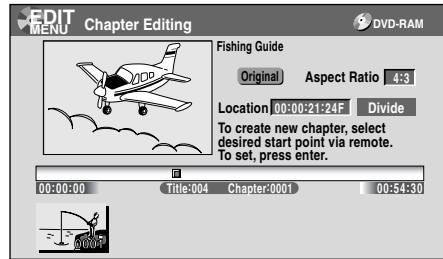 EDIT
MENU
Chapter Editing
DVD-RAM
Fishing Guide
Original
Aspect Ratio 4:3
Location 00:00:21:24F Divide
To create new chapter, select
desired start point via remote.
To set, press enter.
00:00:00 Title:004 Chapter:0001 00:54:30
0001